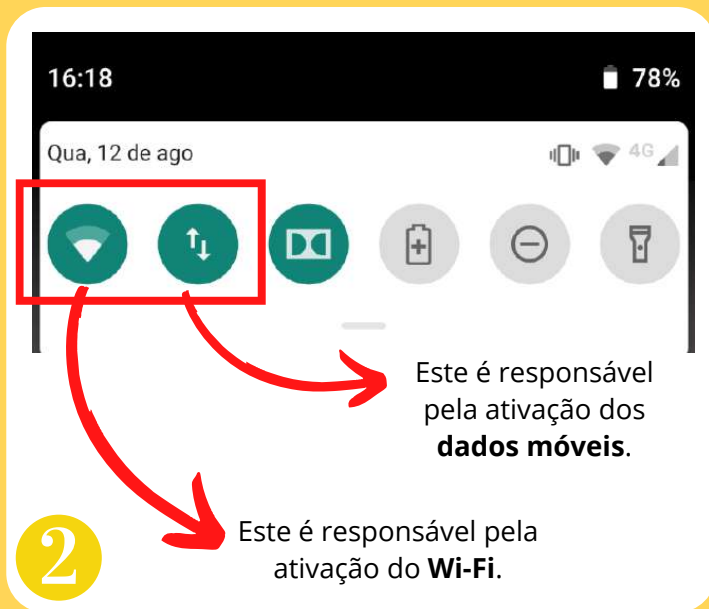 16:18 78%
Qua, 12 de ago 4G
Este é responsável
pela ativação dos
dados móveis.
Este é responsável pela
ativação do Wi-Fi.
2